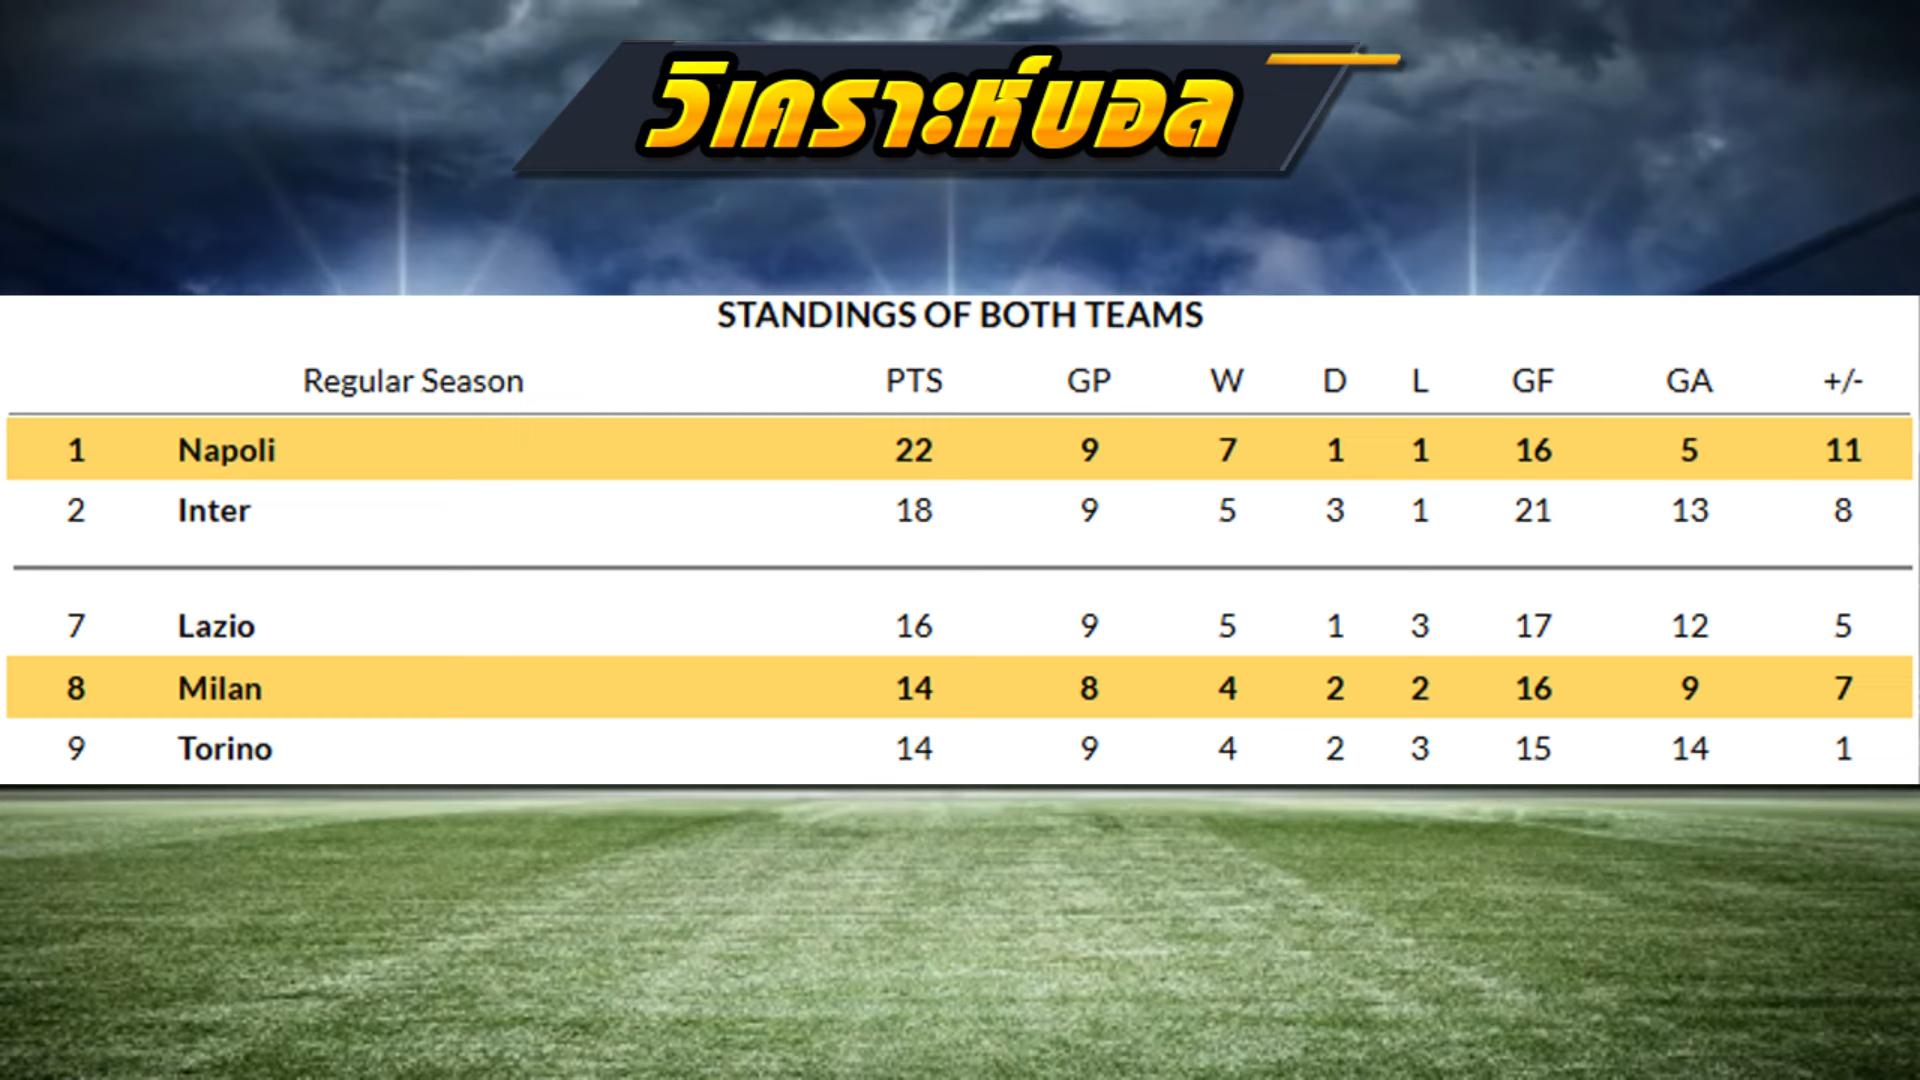 วิเคราะห์บอล
STANDINGS OF BOTH TEAMS
Regular Season PTS GP W D L GF GA +/-
1 Napoli 22 9 7 1 1 16 5 11
2 Inter 18 9 5 3 1 21 13 8
7 Lazio 16 9 5 1 3 17 12 5
8 Milan 14 8 4 2 2 16 9 7
9 Torino 14 9 4 2 3 15 14 1